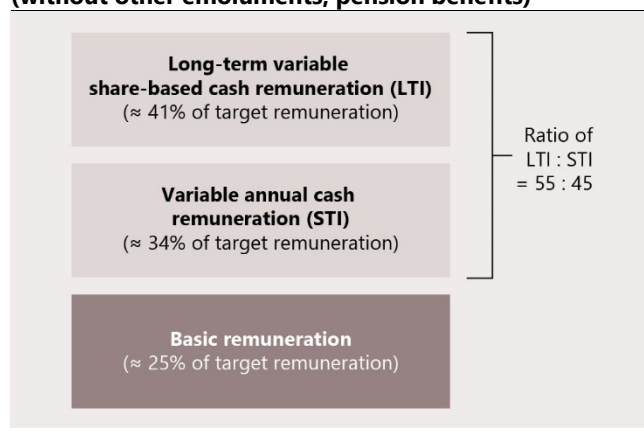 (without other emoluments, pension benefits)
Long-term variable
share-based cash remuneration (LTI)
(≈ 41% of target remuneration)
Ratio of
LTI : STI
= 55 : 45
Variable annual cash
remuneration (STI)
(≈ 34% of target remuneration)
Basic remuneration
(≈ 25% of target remuneration)